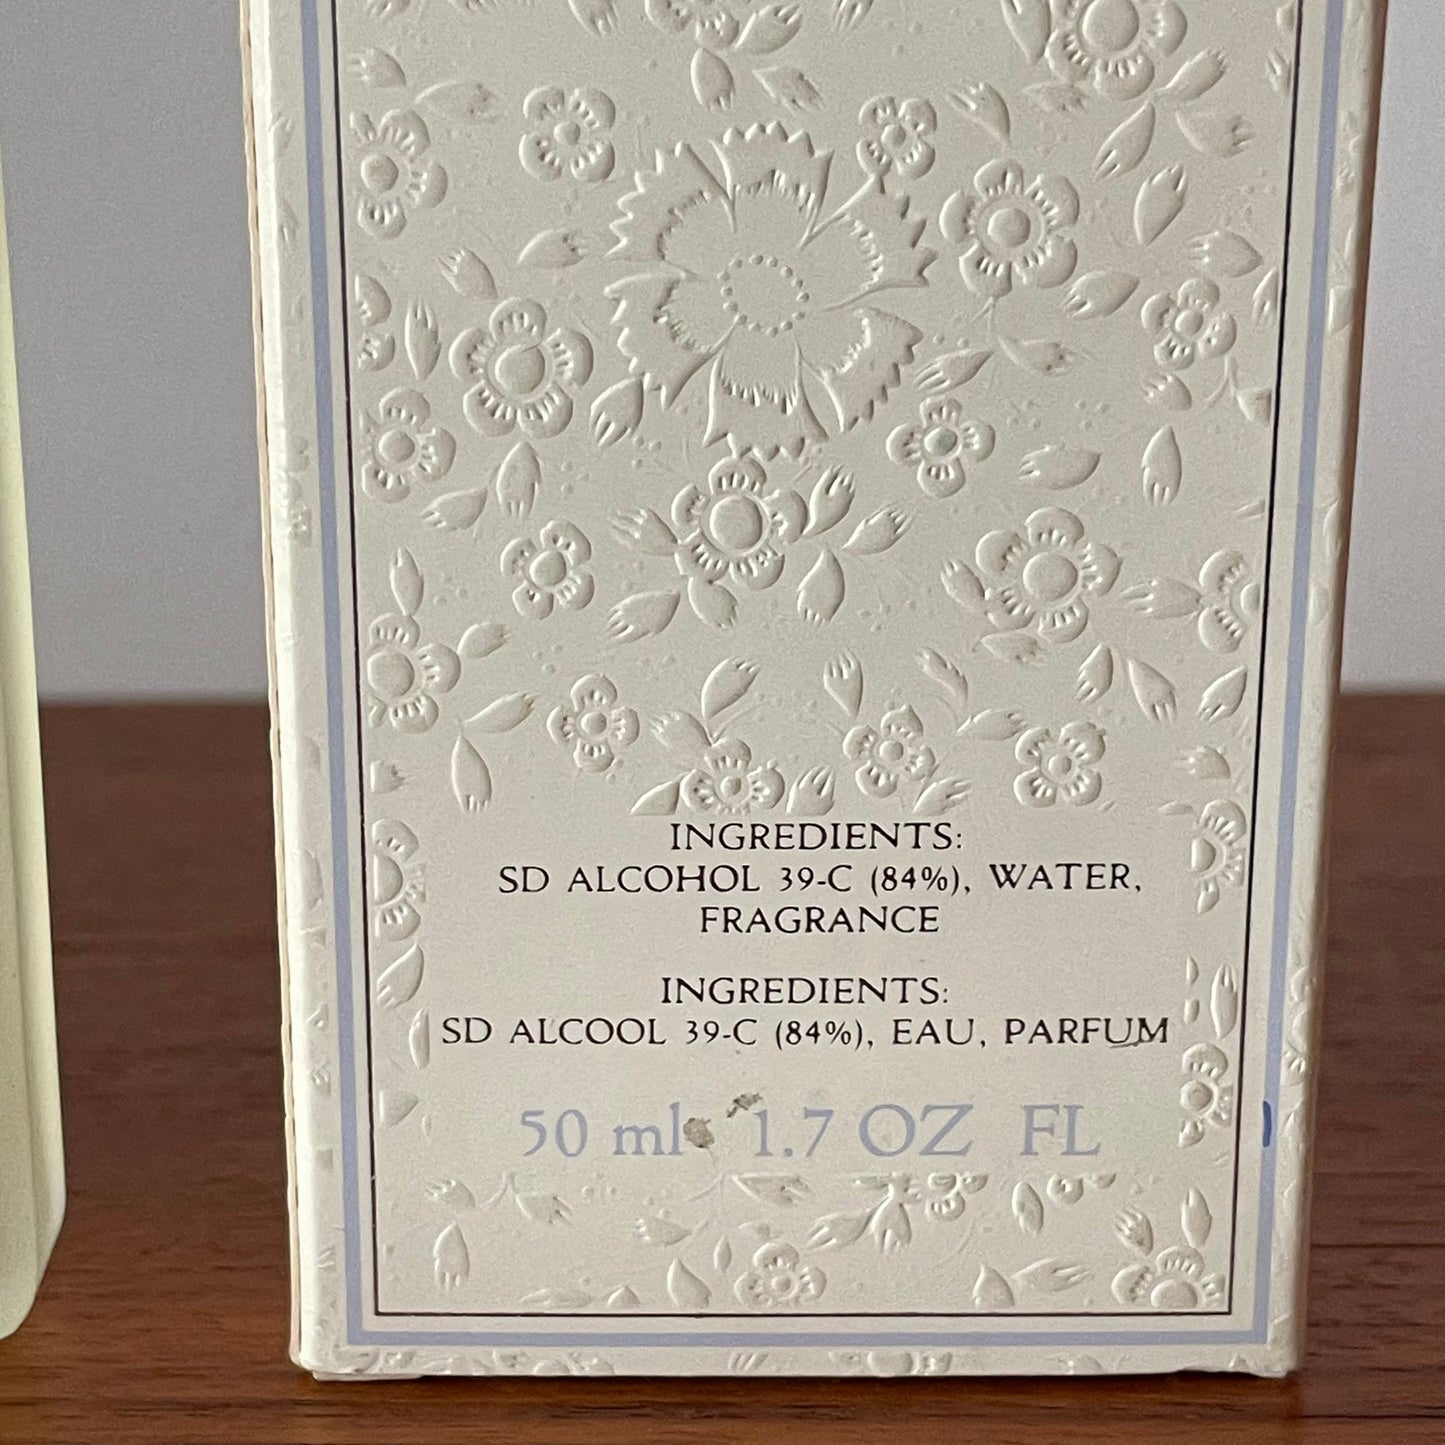 INGREDIENTS:
SD ALCOHOL 39-C (84%), WATER,
FRAGRANCE
INGREDIENTS:
SD ALCOOL 39-C (84%), EAU, PARFUM
50 ml 1.7 OZ FL